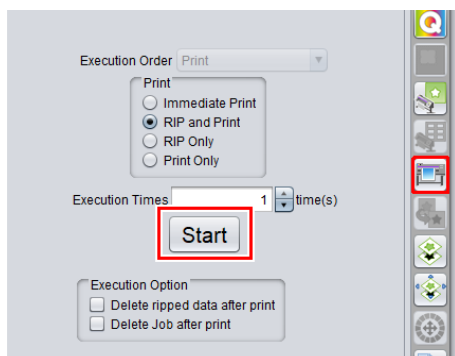 Execution Order Print
Print
Immediate Print
RIP and Print
RIP Only
Print Only
Execution Times 1 time(s)
Start
Execution Option
Delete ripped data after print
Delete Job after print